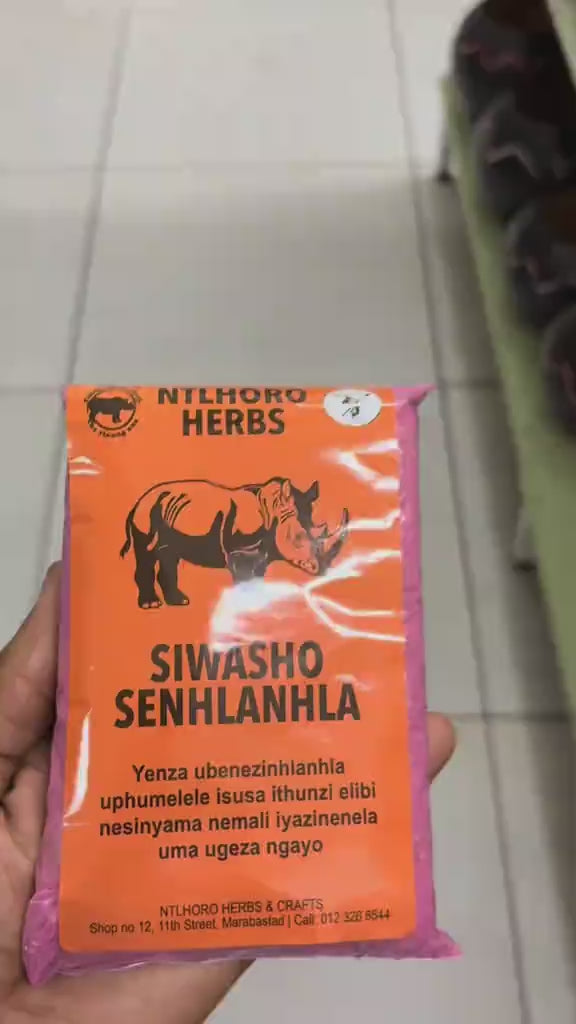 NTLHORO
HERBS
SIWASHO
SENHLANHLA
Yenza ubenezinhlanhla
uphumelele isusa ithunzi elibi
nesinyama nemali iyazinenela
uma ugeza ngayo
NTLHORO HERBS & CRAFTS
Shop no 12, 11th Street, Marabastad | Call: 012 326 8544